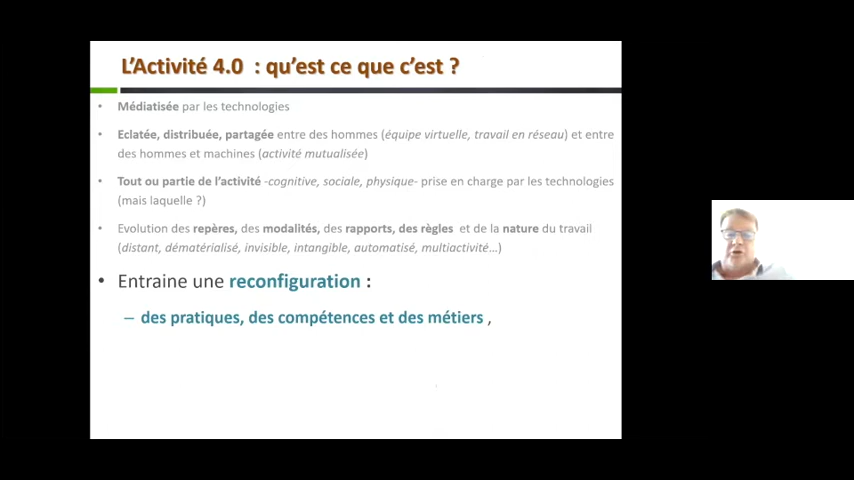 L’Activité 4.0 : qu’est ce que c’est ?
• Médiatisée par les technologies
• Eclatée, distribuée, partagée entre des hommes (équipe virtuelle, travail en réseau) et entre
des hommes et machines (activité mutualisée)
• Tout ou partie de l’activité -cognitive, sociale, physique- prise en charge par les technologies
(mais laquelle ?)
• Evolution des repères, des modalités, des rapports, des règles et de la nature du travail
(distant, dématérialisé, invisible, intangible, automatisé, multiactivité…)
• Entraine une reconfiguration :
– des pratiques, des compétences et des métiers ,